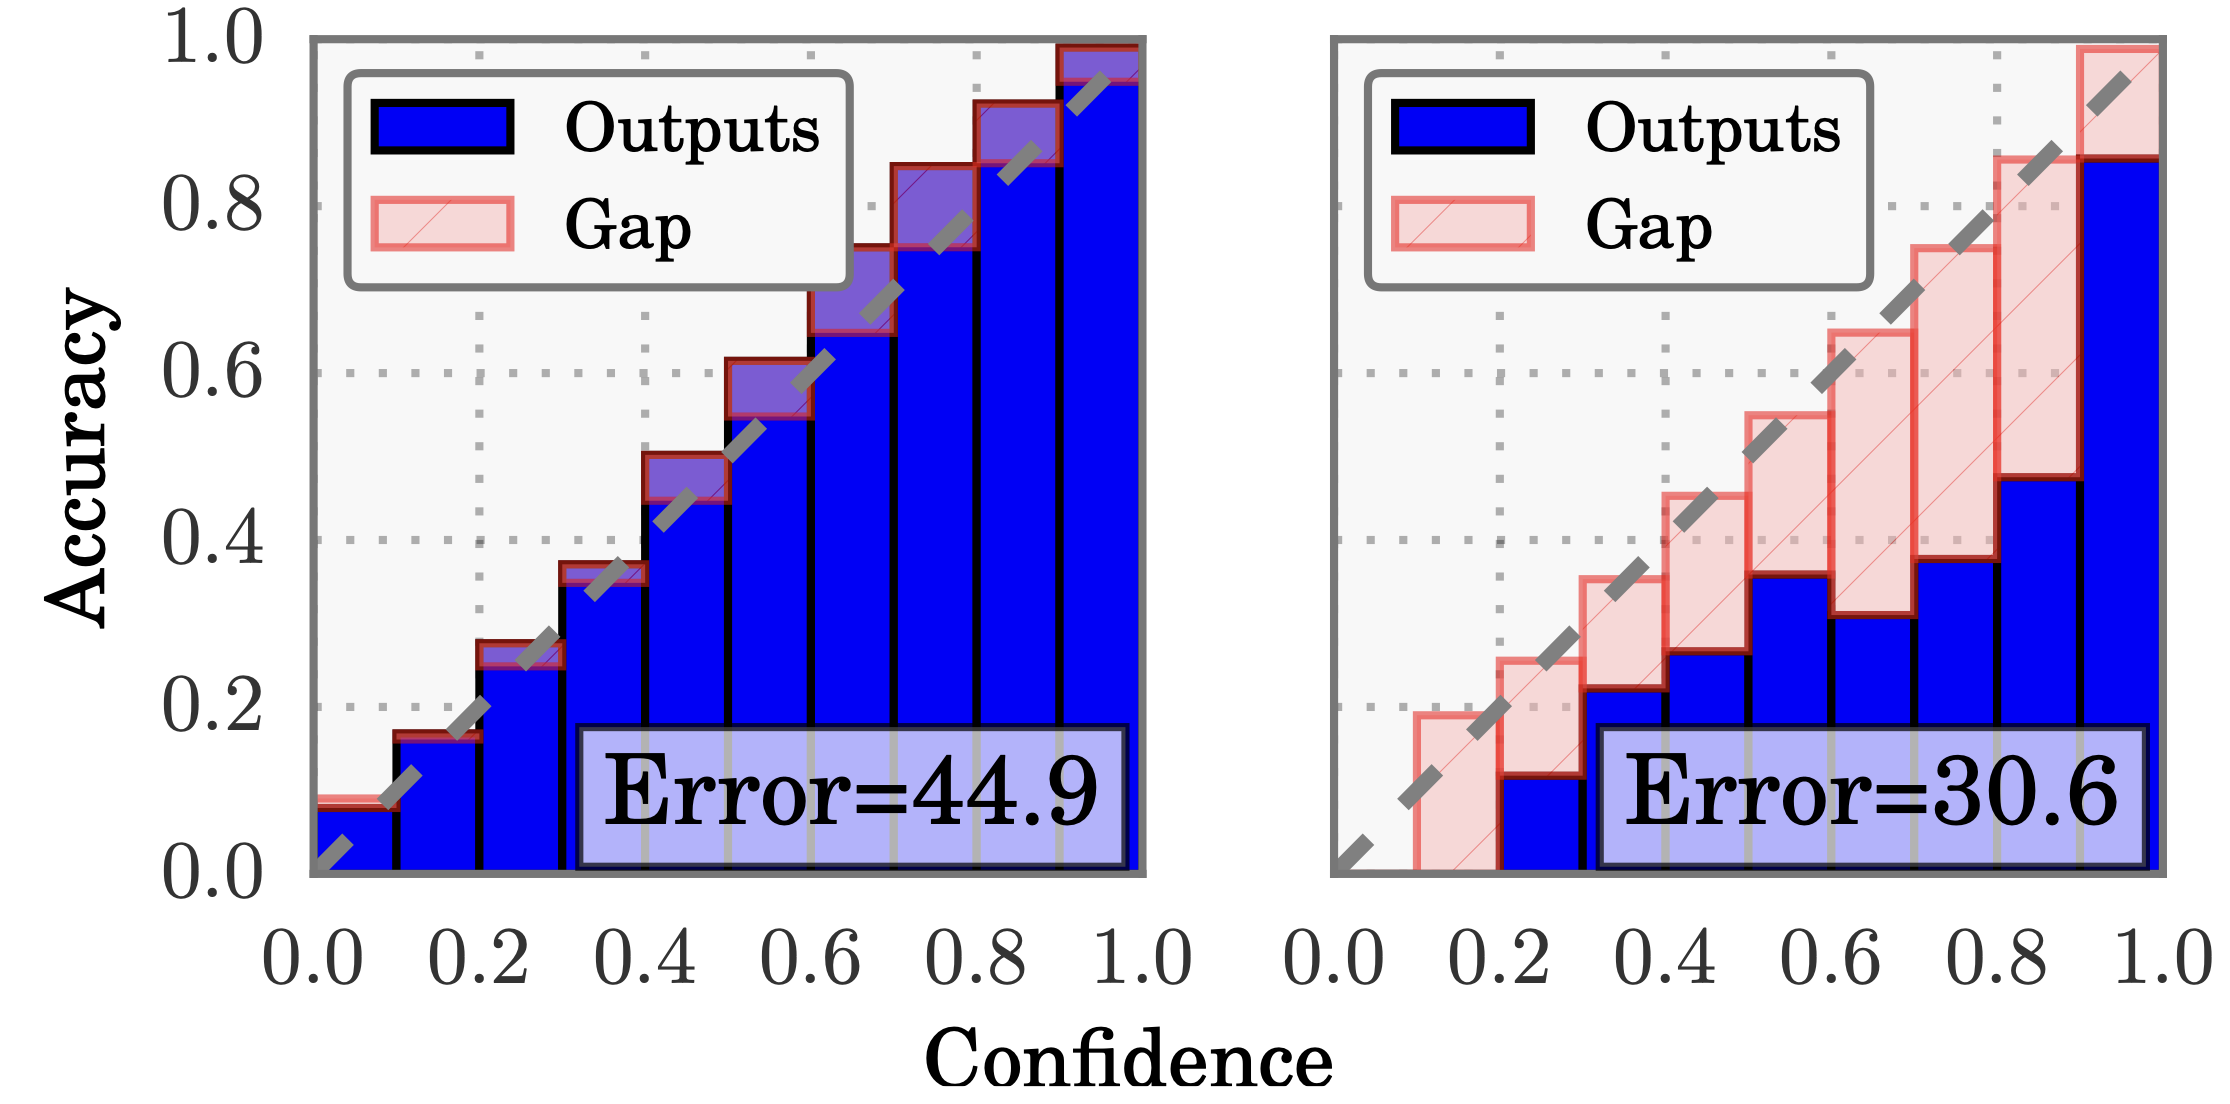 Accuracy
1.0
0.8
0.6
0.4
0.2
0.0
Outputs
Gap
Error=44.9
0.0 0.2 0.4 0.6 0.8 1.0
Outputs
Gap
Error=30.6
0.0 0.2 0.4 0.6 0.8 1.0
Confidence